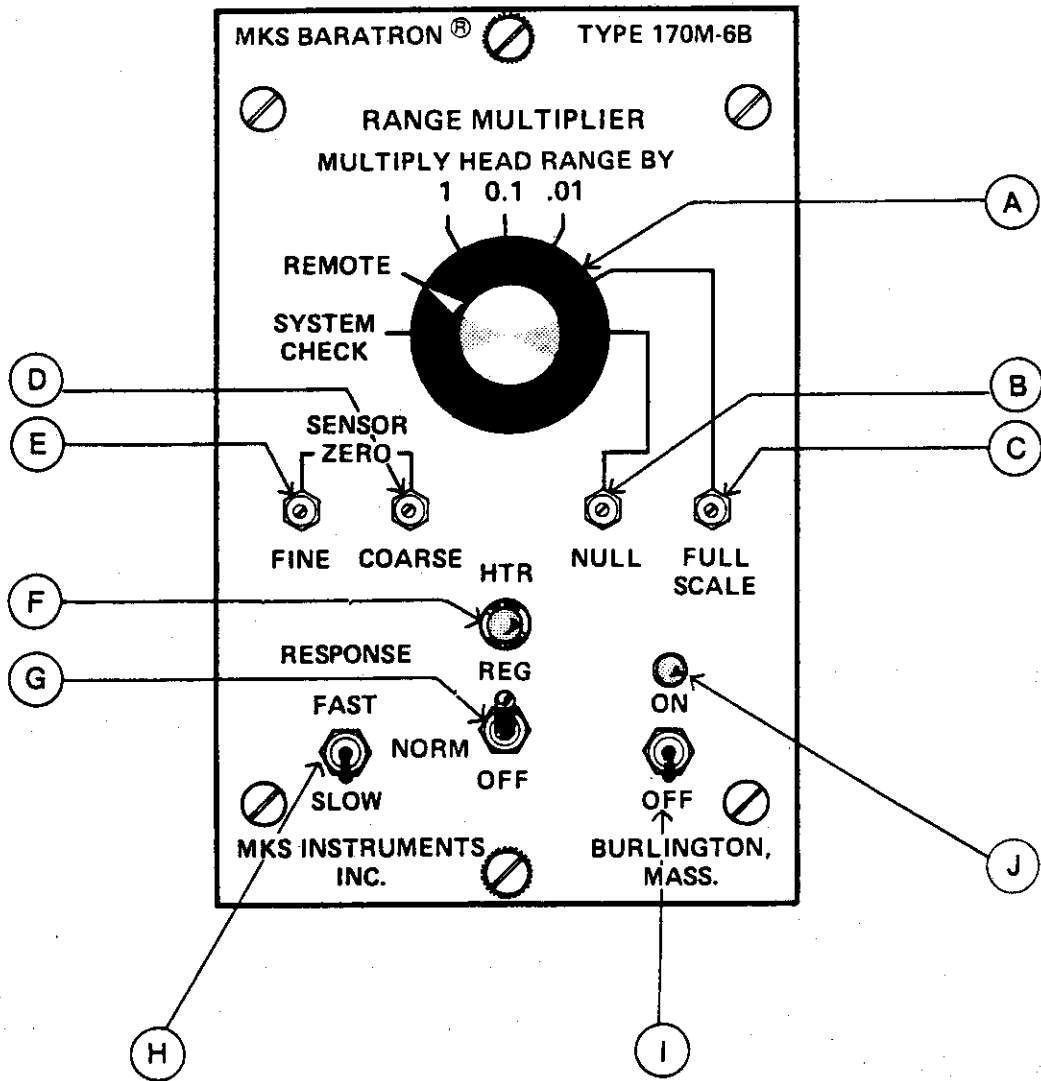 MKS BARATRON ® TYPE 170M-6B
RANGE MULTIPLIER
MULTIPLY HEAD RANGE BY
1 0.1 .01
A
REMOTE
SYSTEM
CHECK
D
B
E
SENSOR
ZERO
C
FINE COARSE NULL FULL
SCALE
HTR
F
RESPONSE REG
G
FAST ON
NORM
SLOW OFF OFF
MKS INSTRUMENTS
INC.
BURLINGTON,
MASS.
J
H
I